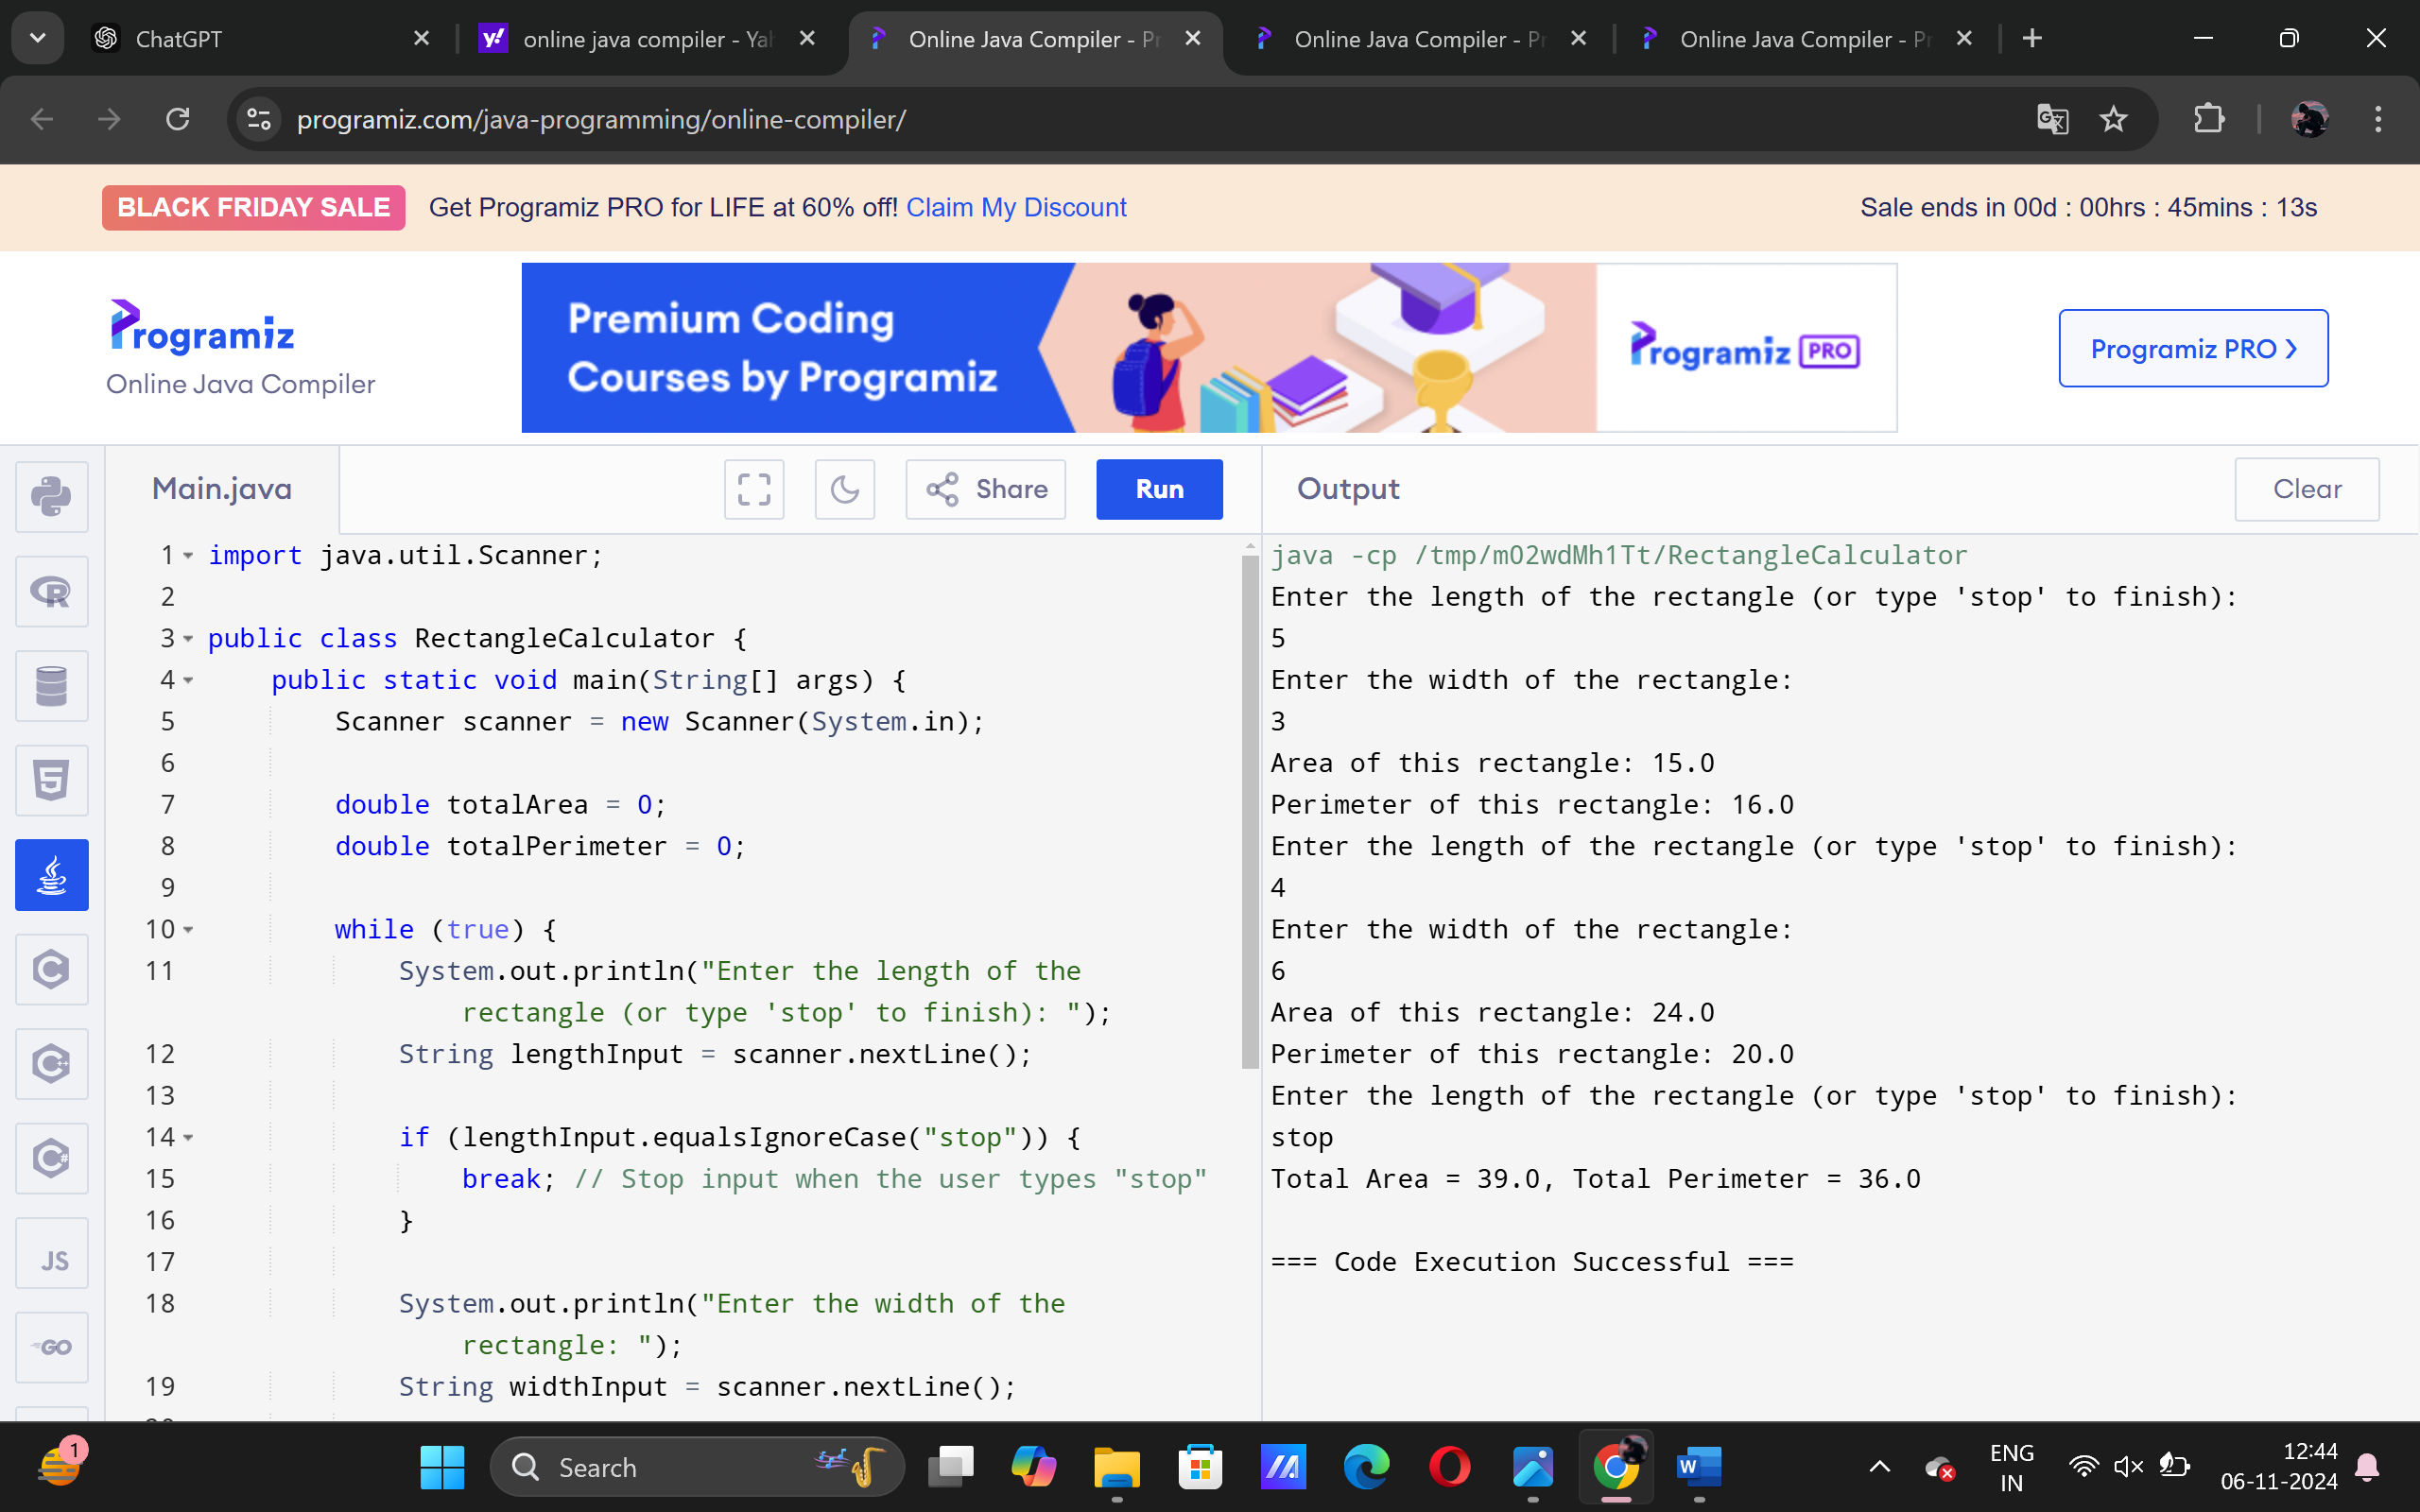 ChatGPT
online java compiler - Yah
Online Java Compiler - Pr
Online Java Compiler - Pr
Online Java Compiler - Pr
programiz.com/java-programming/online-compiler/
BLACK FRIDAY SALE Get Programiz PRO for LIFE at 60% off! Claim My Discount
Sale ends in 00d : 00hrs : 45mins : 13s
Programiz
Online Java Compiler
Premium Coding
Courses by Programiz
Programiz PRO
Programiz PRO ❯
Main.java
Share
Run
Output
Clear
1 import java.util.Scanner;
2
3 public class RectangleCalculator {
4 public static void main(String[] args) {
5 Scanner scanner = new Scanner(System.in);
6
7 double totalArea = 0;
8 double totalPerimeter = 0;
9
10 while (true) {
11 System.out.println("Enter the length of the
rectangle (or type 'stop' to finish): ");
12 String lengthInput = scanner.nextLine();
13
14 if (lengthInput.equalsIgnoreCase("stop")) {
15 break; // Stop input when the user types "stop"
16 }
17
18 System.out.println("Enter the width of the
rectangle: ");
19 String widthInput = scanner.nextLine();
java -cp /tmp/mO2wdMh1Tt/RectangleCalculator
Enter the length of the rectangle (or type 'stop' to finish):
5
Enter the width of the rectangle:
3
Area of this rectangle: 15.0
Perimeter of this rectangle: 16.0
Enter the length of the rectangle (or type 'stop' to finish):
4
Enter the width of the rectangle:
6
Area of this rectangle: 24.0
Perimeter of this rectangle: 20.0
Enter the length of the rectangle (or type 'stop' to finish):
stop
Total Area = 39.0, Total Perimeter = 36.0
=== Code Execution Successful ===
R
5
C
C++
C#
JS
GO
1
Search
W
ENG
IN
12:44
06-11-2024